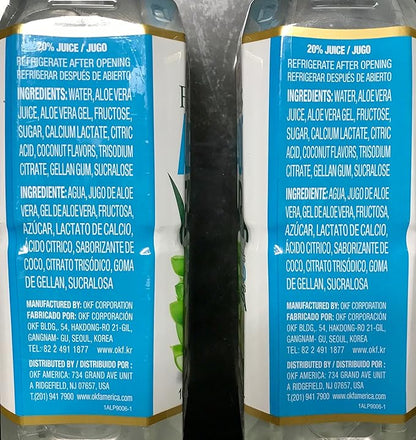 20% JUICE / JUGO
REFRIGERATE AFTER OPENING
REFRIGERAR DESPUÉS DE ABIERTO
INGREDIENTS: WATER, ALOE VERA
JUICE, ALOE VERA GEL, FRUCTOSE,
SUGAR, CALCIUM LACTATE, CITRIC
ACID, COCONUT FLAVORS, TRISODIUM
CITRATE, GELLAN GUM, SUCRALOSE
INGREDIENTE: AGUA, JUGO DE ALOE
VERA, GEL DE ALOE VERA, FRUCTOSA,
AZÚCAR, LACTATO DE CALCIO,
ÁCIDO CÍTRICO, SABORIZANTE DE
COCO, CITRATO TRISÓDICO, GOMA
DE GELLAN, SUCRALOSA
MANUFACTURED BY: OKF CORPORATION
FABRICADO POR: OKF CORPORACIÓN
OKF BLDG., 54, HAKDONG-RO 21-GIL,
GANGNAM- GU, SEOUL, KOREA
TEL: 82 2 491 1877 www.okf.kr
DISTRIBUTED BY / DISTRIBUIDO POR :
OKF AMERICA: 734 GRAND AVE UNIT
A RIDGEFIELD, NJ 07657, USA
T.(201) 941 7900 www.okfamerica.com
1ALP9006-1
20% JUICE / JUGO
REFRIGERATE AFTER OPENING
REFRIGERAR DESPUÉS DE ABIERTO
INGREDIENTS: WATER, ALOE VERA
JUICE, ALOE VERA GEL, FRUCTOSE,
SUGAR, CALCIUM LACTATE, CITRIC
ACID, COCONUT FLAVORS, TRISODIUM
CITRATE, GELLAN GUM, SUCRALOSE
INGREDIENTE: AGUA, JUGO DE ALOE
VERA, GEL DE ALOE VERA, FRUCTOSA,
AZÚCAR, LACTATO DE CALCIO,
ÁCIDO CÍTRICO, SABORIZANTE DE
COCO, CITRATO TRISÓDICO, GOMA
DE GELLAN, SUCRALOSA
MANUFACTURED BY: OKF CORPORATION
FABRICADO POR: OKF CORPORACIÓN
OKF BLDG., 54, HAKDONG-RO 21-GIL,
GANGNAM- GU, SEOUL, KOREA
TEL: 82 2 491 1877 www.okf.kr
DISTRIBUTED BY / DISTRIBUIDO POR :
OKF AMERICA: 734 GRAND AVE UNIT
A RIDGEFIELD, NJ 07657, USA
T.(201) 941 7900 www.okfamerica.com
1ALP9006-1